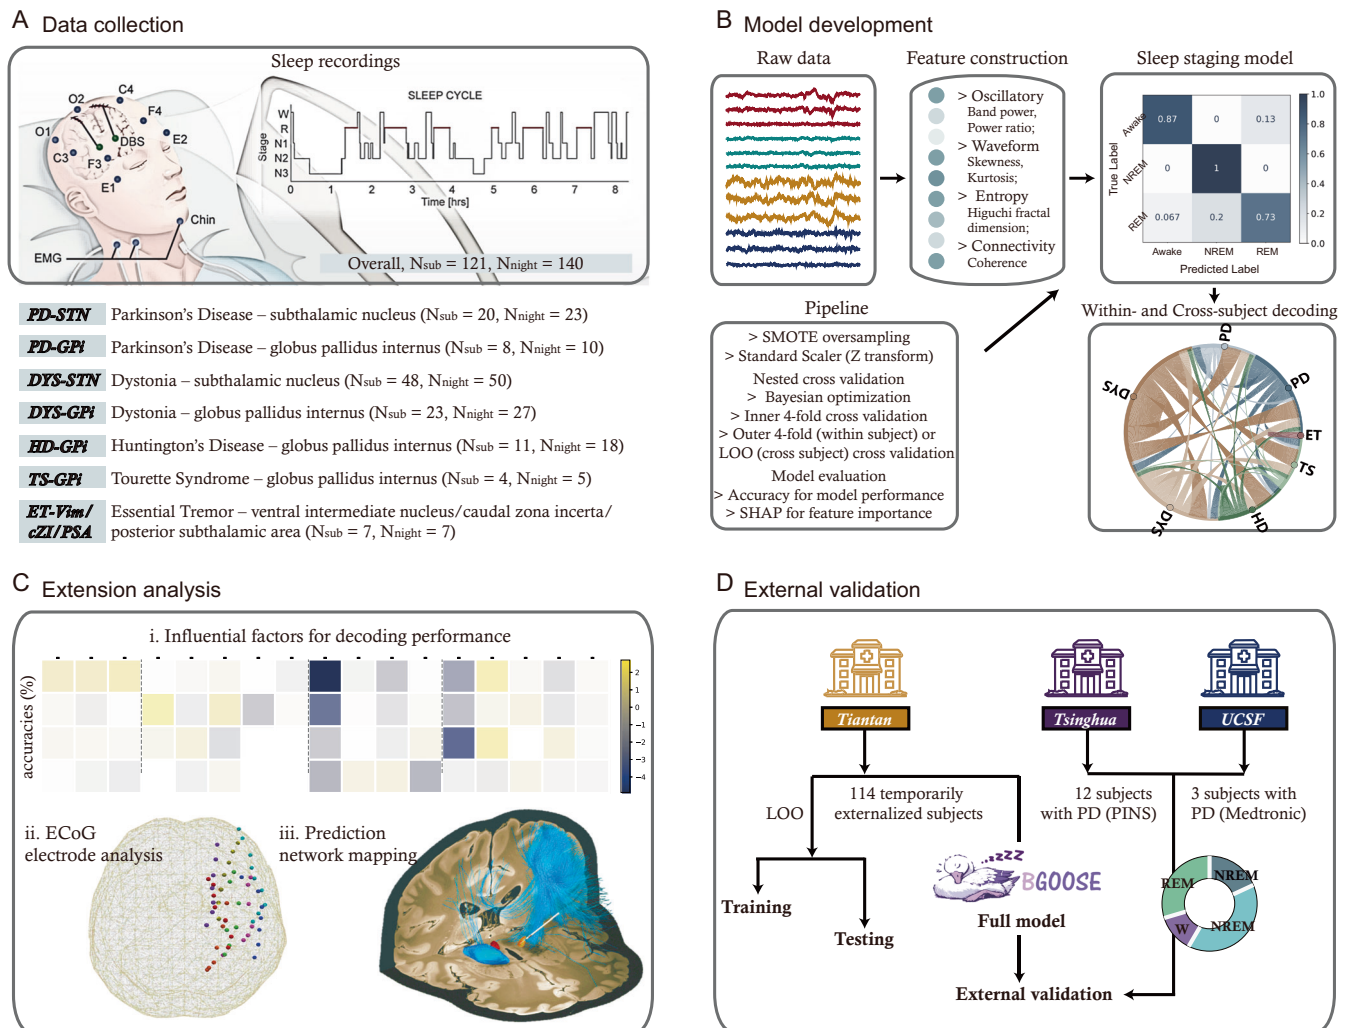 A Data collection
Sleep recordings
SLEEP CYCLE
Stage
W
R
N1
N2
N3
0 1 2 3 4 5 6 7 8
Time [hrs]
O2
C4
F4
O1
DBS
E2
C3
F3
E1
Chin
EMG
Overall, Nsub = 121, Nnight = 140
PD-STN Parkinson's Disease – subthalamic nucleus (Nsub = 20, Nnight = 23)
PD-GPi Parkinson's Disease – globus pallidus internus (Nsub = 8, Nnight = 10)
DYS-STN Dystonia – subthalamic nucleus (Nsub = 48, Nnight = 50)
DYS-GPi Dystonia – globus pallidus internus (Nsub = 23, Nnight = 27)
HD-GPi Huntington's Disease – globus pallidus internus (Nsub = 11, Nnight = 18)
TS-GPi Tourette Syndrome – globus pallidus internus (Nsub = 4, Nnight = 5)
ET-Vim/ Essential Tremor – ventral intermediate nucleus/caudal zona incerta/
cZI/PSA posterior subthalamic area (Nsub = 7, Nnight = 7)
B Model development
Raw data
Feature construction
> Oscillatory
Band power,
Power ratio;
> Waveform
Skewness,
Kurtosis;
> Entropy
Higuchi fractal
dimension;
> Connectivity
Coherence
Sleep staging model
True Label
Awake 0.87 0 0.13
NREM 0 1 0
REM 0.067 0.2 0.73
Awake NREM REM
Predicted Label
1.0
0.8
0.6
0.4
0.2
0.0
Pipeline
> SMOTE oversampling
> Standard Scaler (Z transform)
Nested cross validation
> Bayesian optimization
> Inner 4-fold cross validation
> Outer 4-fold (within subject) or
LOO (cross subject) cross validation
Model evaluation
> Accuracy for model performance
> SHAP for feature importance
Within- and Cross-subject decoding
PD
PD
DYS
ET
TS
HD
DYS
C Extension analysis
i. Influential factors for decoding performance
accuracies (%)
2
1
0
−1
−2
−3
−4
ii. ECoG
electrode analysis
iii. Prediction
network mapping
D External validation
Tiantan
Tsinghua
UCSF
LOO
114 temporarily
externalized subjects
12 subjects
with PD (PINS)
3 subjects with
PD (Medtronic)
Training
Testing
zzzzz
BGOOSE
Full model
REM
NREM
W
NREM
External validation